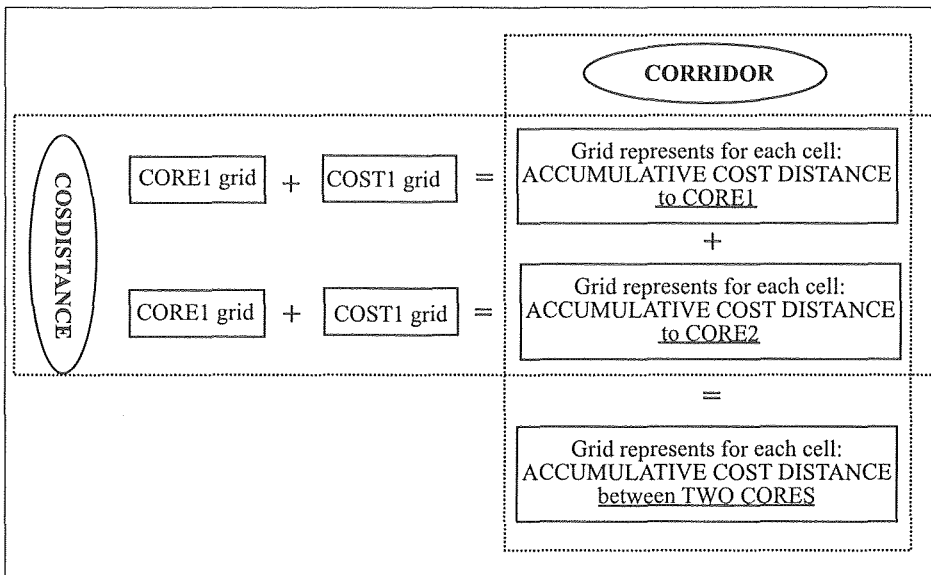 CORRIDOR
COSDISTANCE
CORE1 grid + COST1 grid =
Grid represents for each cell:
ACCUMULATIVE COST DISTANCE
to CORE1
+
CORE1 grid + COST1 grid =
Grid represents for each cell:
ACCUMULATIVE COST DISTANCE
to CORE2
=
Grid represents for each cell:
ACCUMULATIVE COST DISTANCE
between TWO CORES